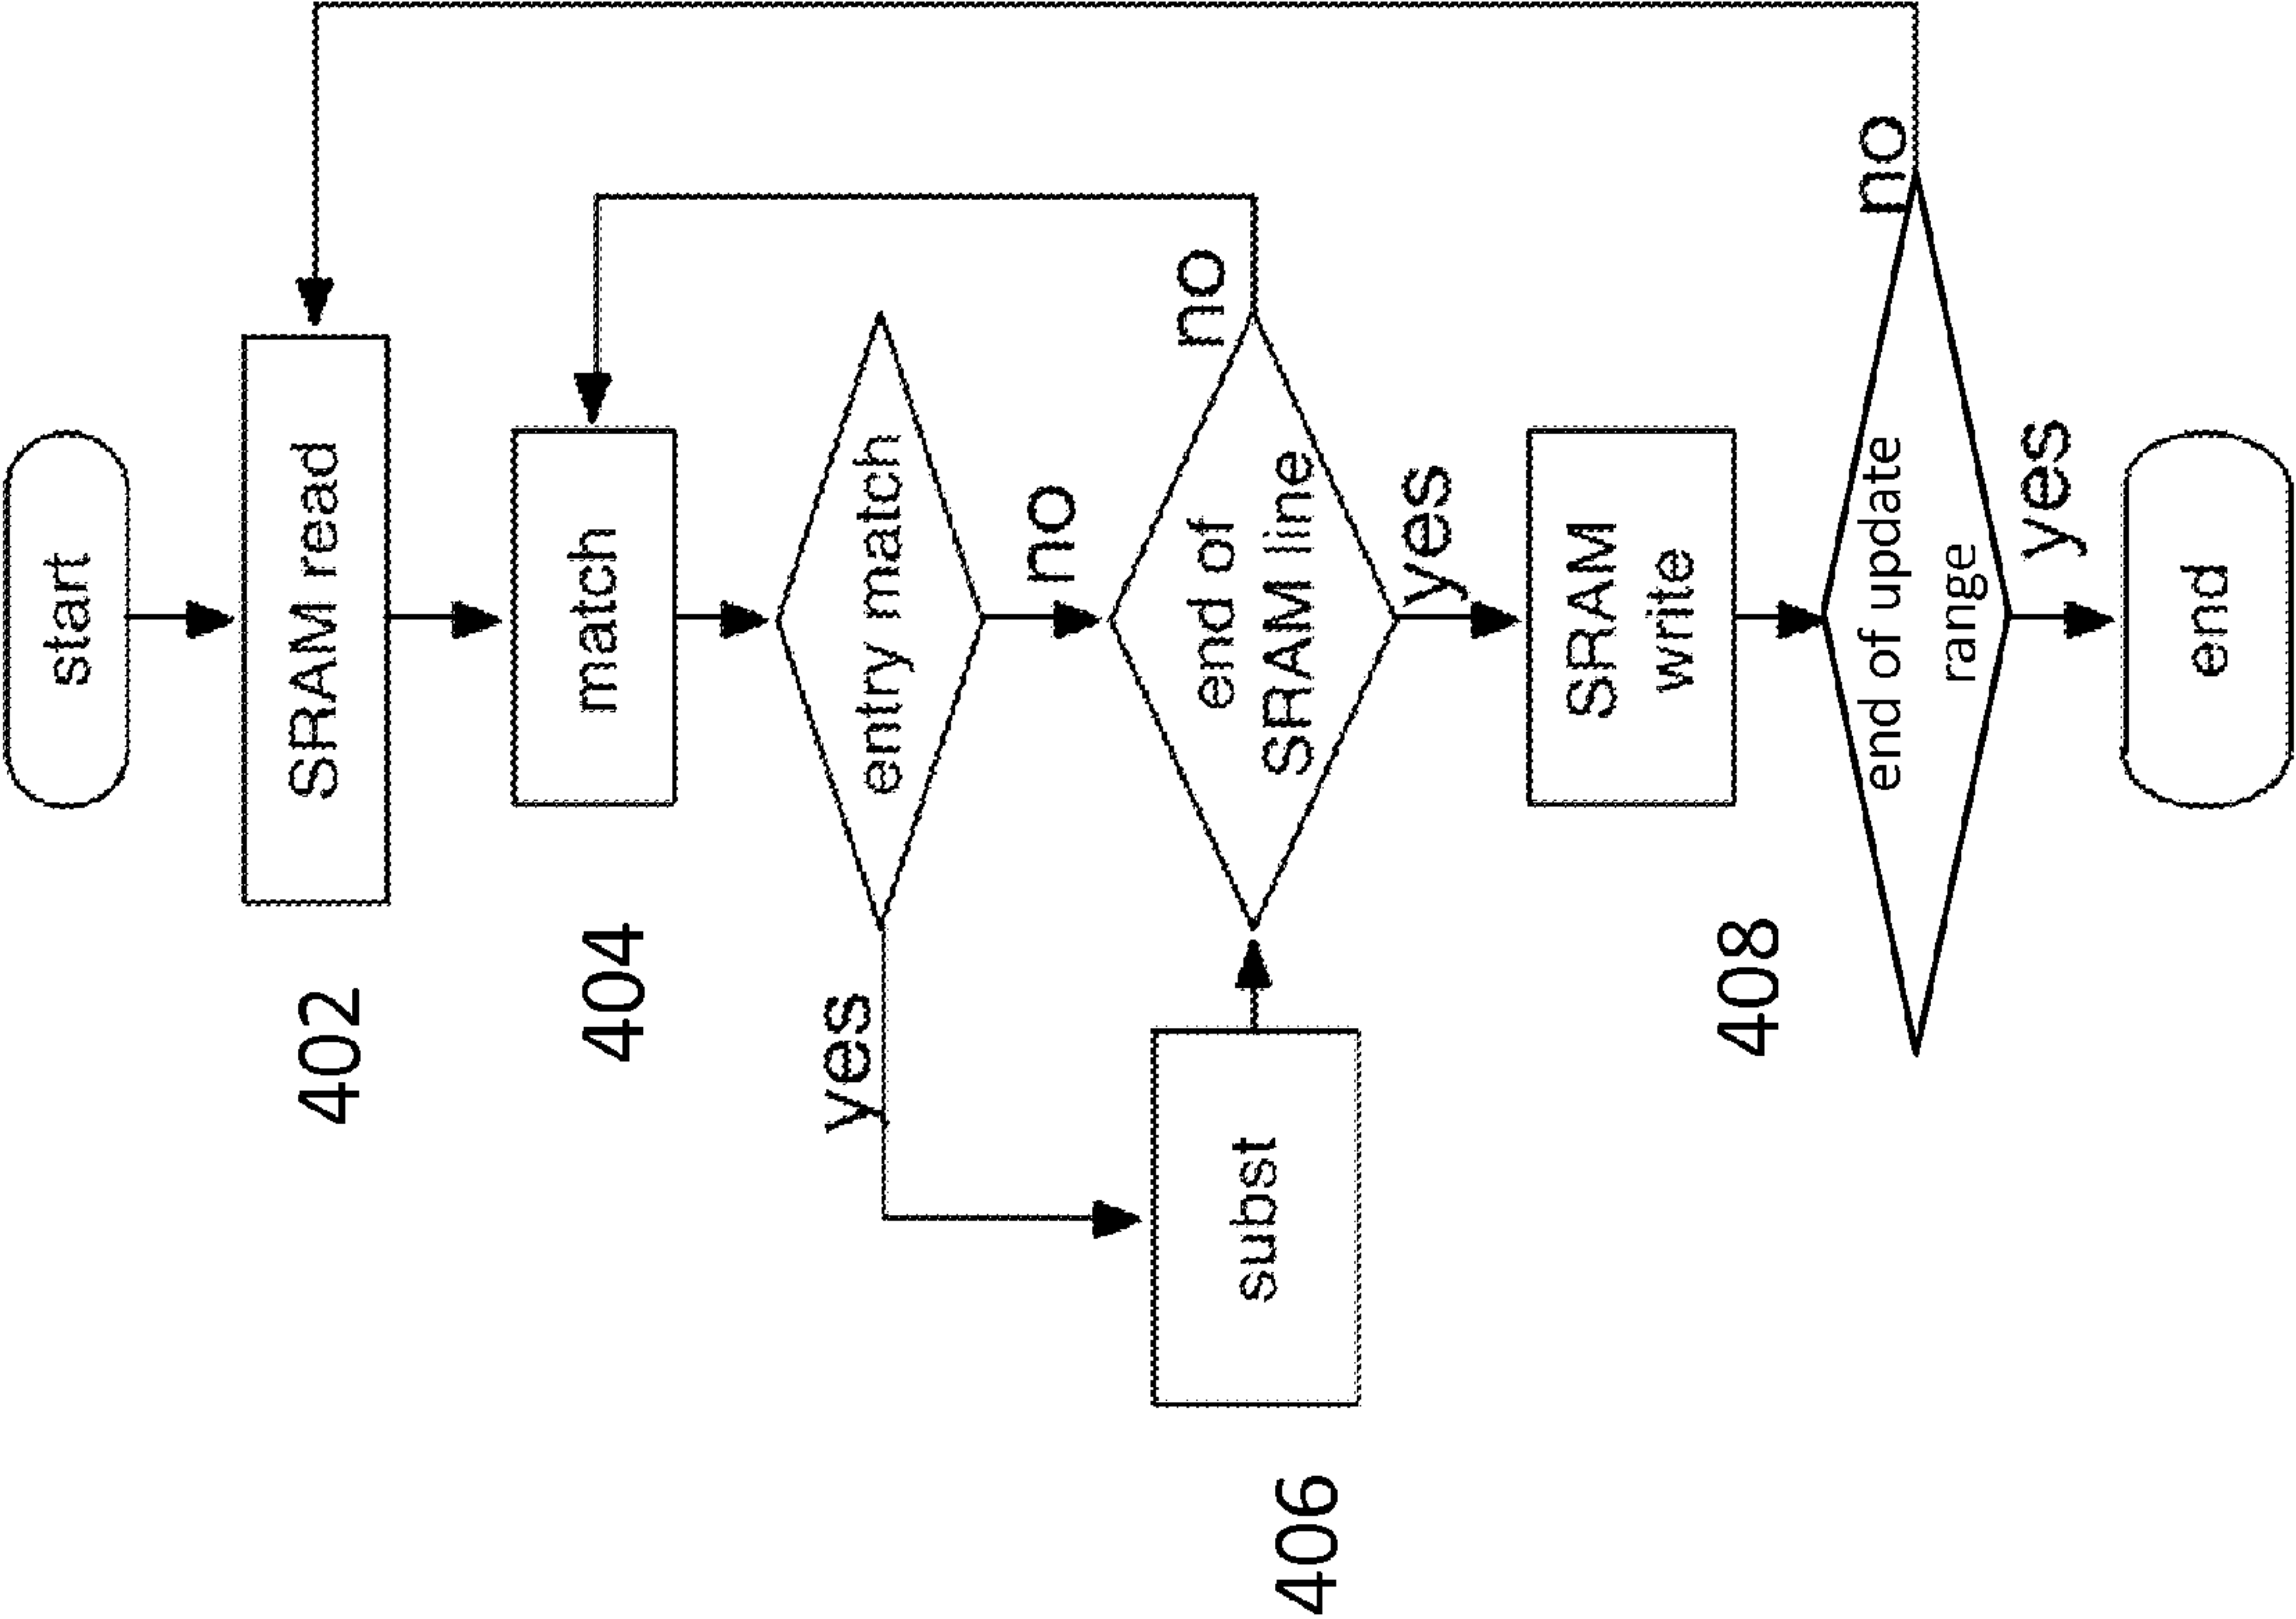 start
SRAM read
402
match
404
entry match
yes
no
subst
406
end of
SRAM line
no
yes
SRAM
write
408
end of update
range
no
yes
end